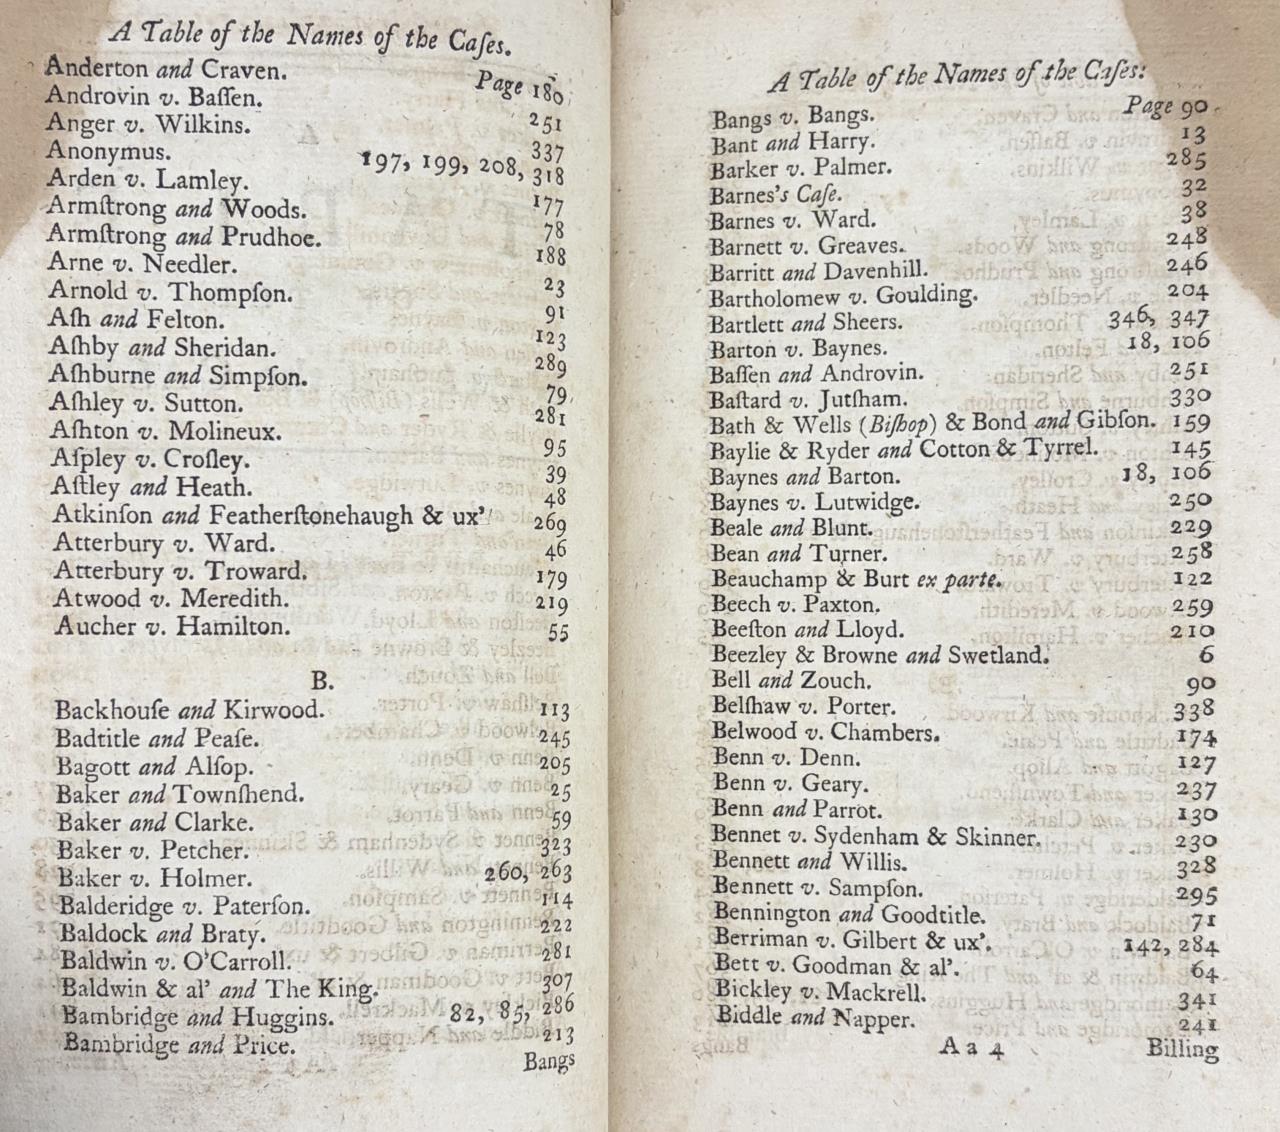 A Table of the Names of the Caſes.
Anderton and Craven. Page 180
Androvin v. Baſſen. 251
Anger v. Wilkins. 337
Anonymus. 197, 199, 208, 318
Arden v. Lamley. 177
Armſtrong and Woods. 78
Armſtrong and Prudhoe. 188
Arne v. Needler. 23
Arnold v. Thompſon. 91
Aſh and Felton. 123
Aſhby and Sheridan. 289
Aſhburne and Simpſon. 79
Aſhley v. Sutton. 281
Aſhton v. Molineux. 95
Aſpley v. Croſley. 39
Aſtley and Heath. 48
Atkinſon and Featherſtonehaugh & ux' 269
Atterbury v. Ward. 46
Atterbury v. Troward. 179
Atwood v. Meredith. 219
Aucher v. Hamilton. 55
B.
Backhouſe and Kirwood. 113
Badtitle and Peaſe. 245
Bagott and Alſop. 205
Baker and Townſhend. 25
Baker and Clarke. 59
Baker v. Petcher. 323
Baker v. Holmer. 260, 263
Balderidge v. Paterſon. 114
Baldock and Braty. 222
Baldwin v. O'Carroll. 281
Baldwin & al' and The King. 307
Bambridge and Huggins. 82, 85, 286
Bambridge and Price. 213
Bangs
A Table of the Names of the Caſes:
Bangs v. Bangs. Page 90
Bant and Harry. 13
Barker v. Palmer. 285
Barnes's Caſe. 32
Barnes v. Ward. 38
Barnett v. Greaves. 248
Barritt and Davenhill. 246
Bartholomew v. Goulding. 204
Bartlett and Sheers. 346, 347
Barton v. Baynes. 18, 106
Baſſen and Androvin. 251
Baſtard v. Jutſham. 330
Bath & Wells (Biſhop) & Bond and Gibſon. 159
Baylie & Ryder and Cotton & Tyrrel. 145
Baynes and Barton. 18, 106
Baynes v. Lutwidge. 250
Beale and Blunt. 229
Bean and Turner. 258
Beauchamp & Burt ex parte. 122
Beech v. Paxton. 259
Beeſton and Lloyd. 210
Beezley & Browne and Swetland. 6
Bell and Zouch. 90
Belſhaw v. Porter. 338
Belwood v. Chambers. 174
Benn v. Denn. 127
Benn v. Geary. 237
Benn and Parrot. 130
Bennet v. Sydenham & Skinner. 230
Bennett and Willis. 328
Bennett v. Sampſon. 295
Bennington and Goodtitle. 71
Berriman v. Gilbert & ux'. 142, 284
Bett v. Goodman & al'. 64
Bickley v. Mackrell. 341
Biddle and Napper. 241
A a 4 Billing